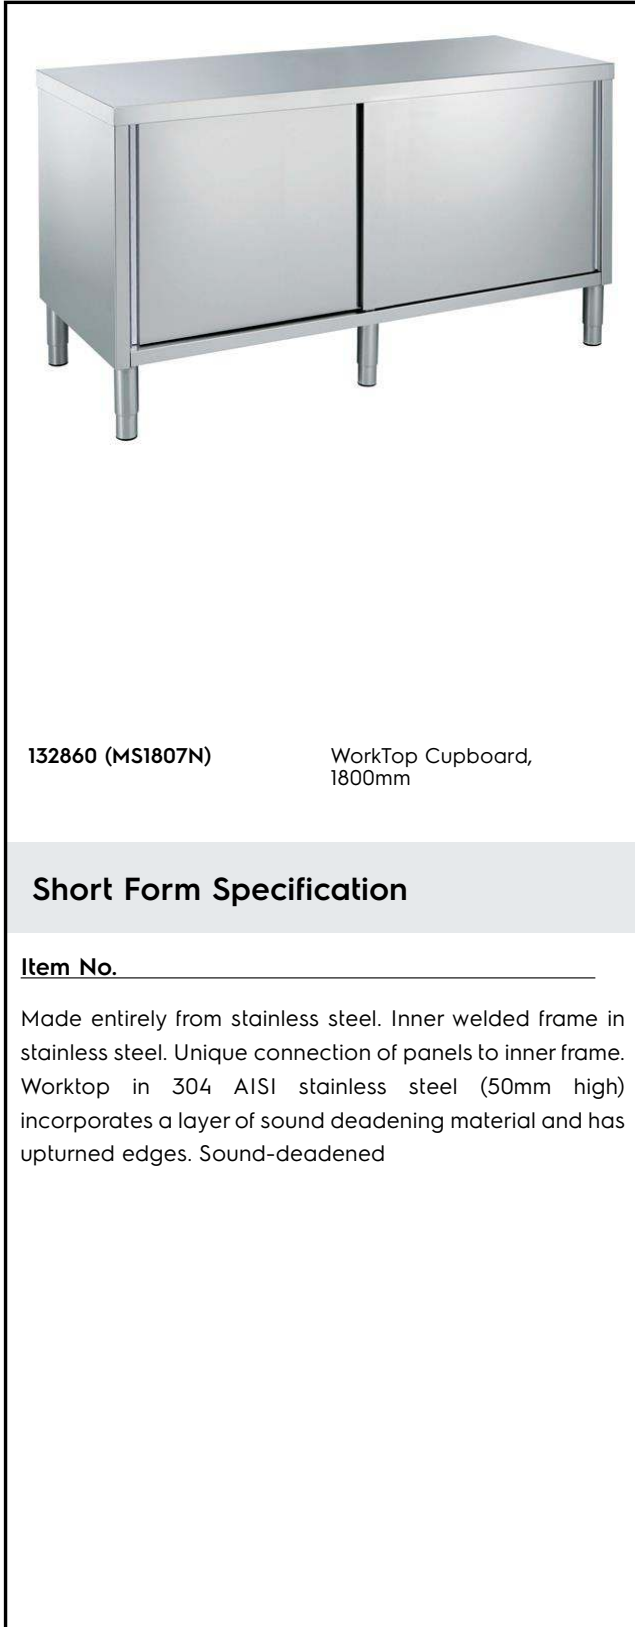 132860 (MS1807N)
WorkTop Cupboard,
1800mm
Short Form Specification
Item No.
Made entirely from stainless steel. Inner welded frame in
stainless steel. Unique connection of panels to inner frame.
Worktop in 304 AISI stainless steel (50mm high)
incorporates a layer of sound deadening material and has
upturned edges. Sound-deadened